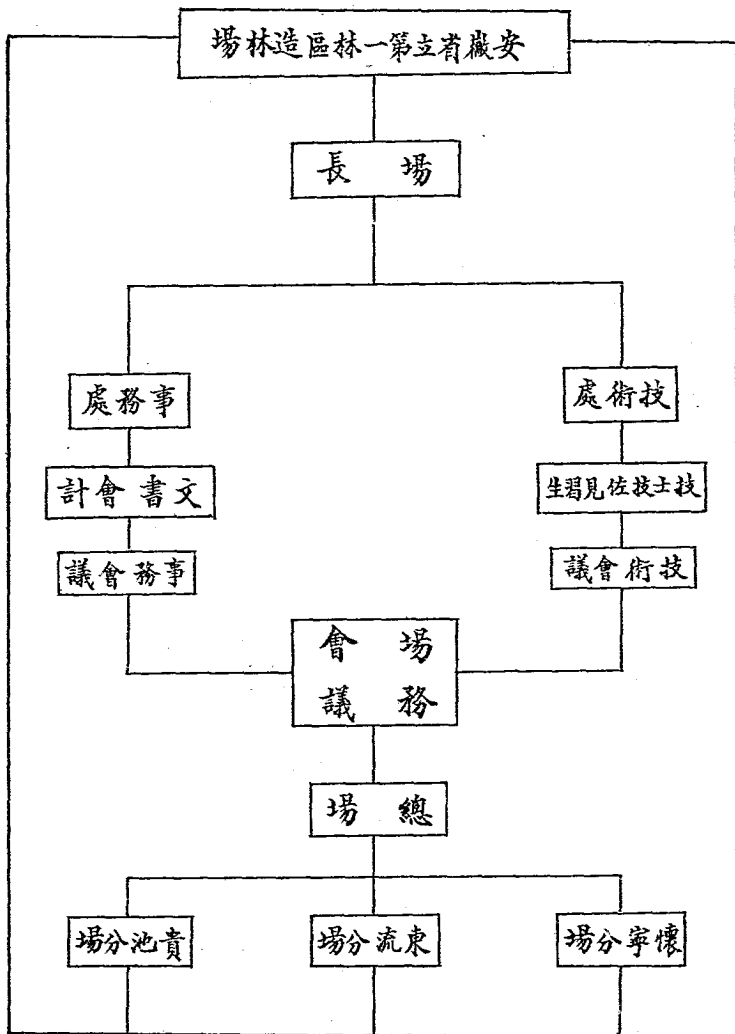 安徽省立第一林區造林場
場長
技術處
事務處
技士技佐見習生
文書會計
技術會議
事務會議
場務
會議
總場
懷寧分場
東流分場
貴池分場